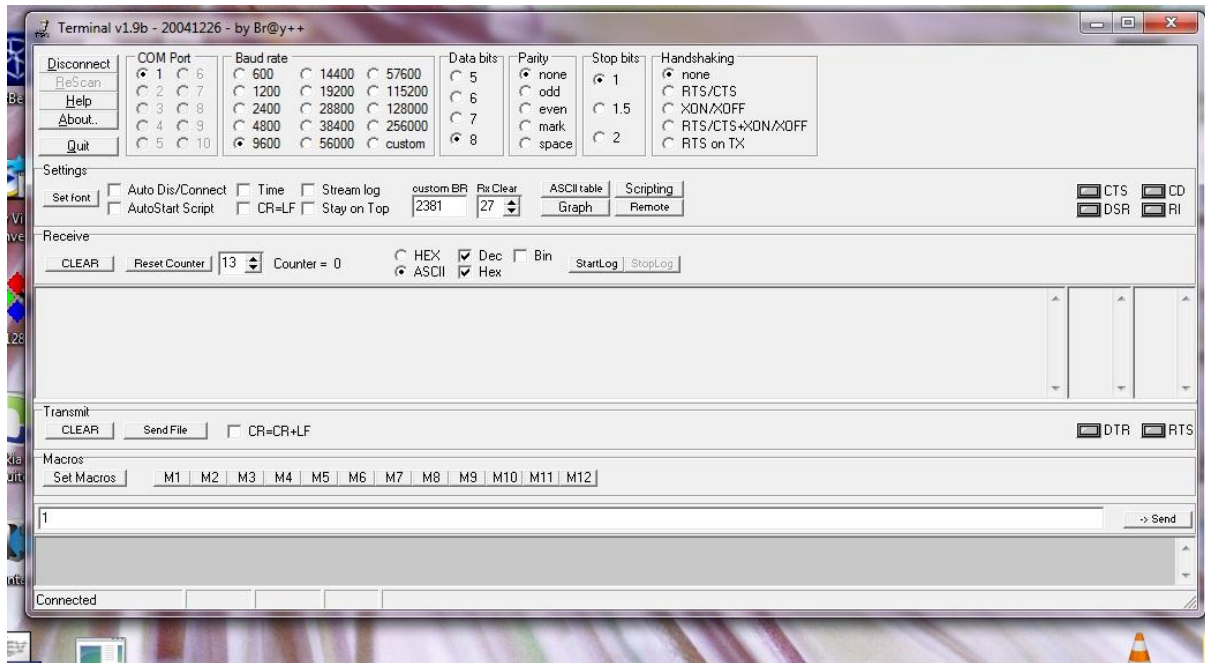 Terminal v1.9b - 20041226 - by Br@y++
Disconnect
ReScan
Help
About..
Quit
COM Port
1 6
2 7
3 8
4 9
5 10
Baud rate
600 14400 57600
1200 19200 115200
2400 28800 128000
4800 38400 256000
9600 56000 custom
Data bits
5
6
7
8
Parity
none
odd
even
mark
space
Stop bits
1
1.5
2
Handshaking
none
RTS/CTS
XON/XOFF
RTS/CTS+XON/XOFF
RTS on TX
Settings
Set font
Auto Dis/Connect Time Stream log
AutoStart Script CR=LF Stay on Top
custom BR Rx Clear
2381 27
ASCII table Scripting
Graph Remote
CTS CD
DSR RI
Receive
CLEAR Reset Counter 13 Counter = 0
HEX Dec Bin
ASCII Hex
StartLog StopLog
Transmit
CLEAR Send File CR=CR+LF
DTR RTS
Macros
Set Macros M1 M2 M3 M4 M5 M6 M7 M8 M9 M10 M11 M12
1
-> Send
Connected
128